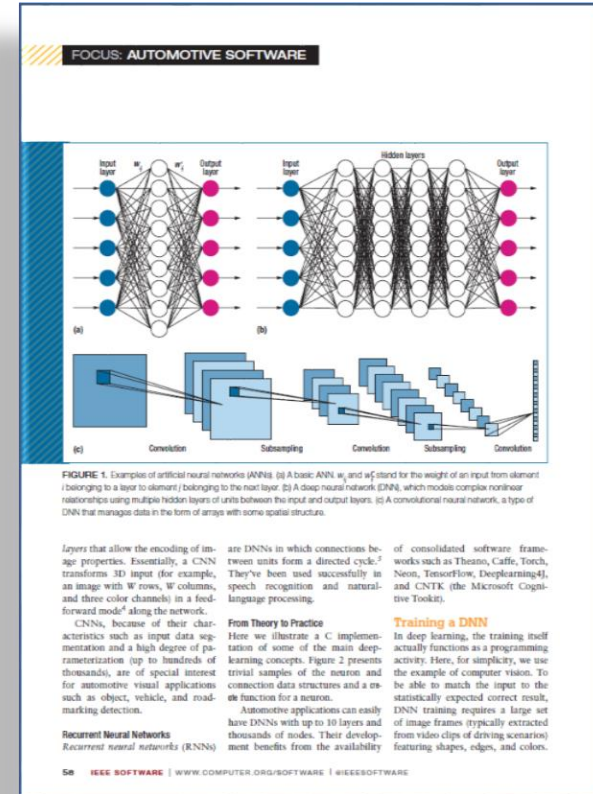 FOCUS: AUTOMOTIVE SOFTWARE
Input layer
Output layer
Input layer
Hidden layers
Output layer
(a)
(b)
(c)
Convolution
Subsampling
Convolution
Subsampling
Convolution
FIGURE 1. Examples of artificial neural networks (ANNs). (a) A basic ANN. stand for the weight of an input from element
i belonging to a layer to element j belonging to the next layer. (b) A deep neural network (DNN), which models complex nonlinear
relationships using multiple hidden layers of units between the input and output layers. (c) A convolutional neural network, a type of
DNN that manages data in the form of arrays with some spatial structure.
layers that allow the encoding of im-
age properties. Essentially, a CNN
transforms 3D input (for example,
an image with W rows, W columns,
and three color channels) in a feed-
forward mode4 along the network.
CNNs, because of their char-
acteristics such as input data seg-
mentation and a high degree of pa-
rameterization (up to hundreds of
thousands), are of special interest
for automotive visual applications
such as object, vehicle, and road-
marking detection.
Recurrent Neural Networks
Recurrent neural networks (RNNs)
are DNNs in which connections be-
tween units form a directed cycle.5
They've been used successfully in
speech recognition and natural-
language processing.
From Theory to Practice
Here we illustrate a C implemen-
tation of some of the main deep-
learning concepts. Figure 2 presents
trivial samples of the neuron and
connection data structures and a
function for a neuron.
Automotive applications can easily
have DNNs with up to 10 layers and
thousands of nodes. Their develop-
ment benefits from the availability
of consolidated software frame-
works such as Theano, Caffe, Torch,
Neon, TensorFlow, Deeplearning4J,
and CNTK (the Microsoft Cogni-
tive Tookit).
Training a DNN
In deep learning, the training itself
actually functions as a programming
activity. Here, for simplicity, we use
the example of computer vision. To
be able to match the input to the
statistically expected correct result,
DNN training requires a large set
of image frames (typically extracted
from video clips of driving scenarios)
featuring shapes, edges, and colors.
58 IEEE SOFTWARE | WWW.COMPUTER.ORG/SOFTWARE | @IEEESOFTWARE